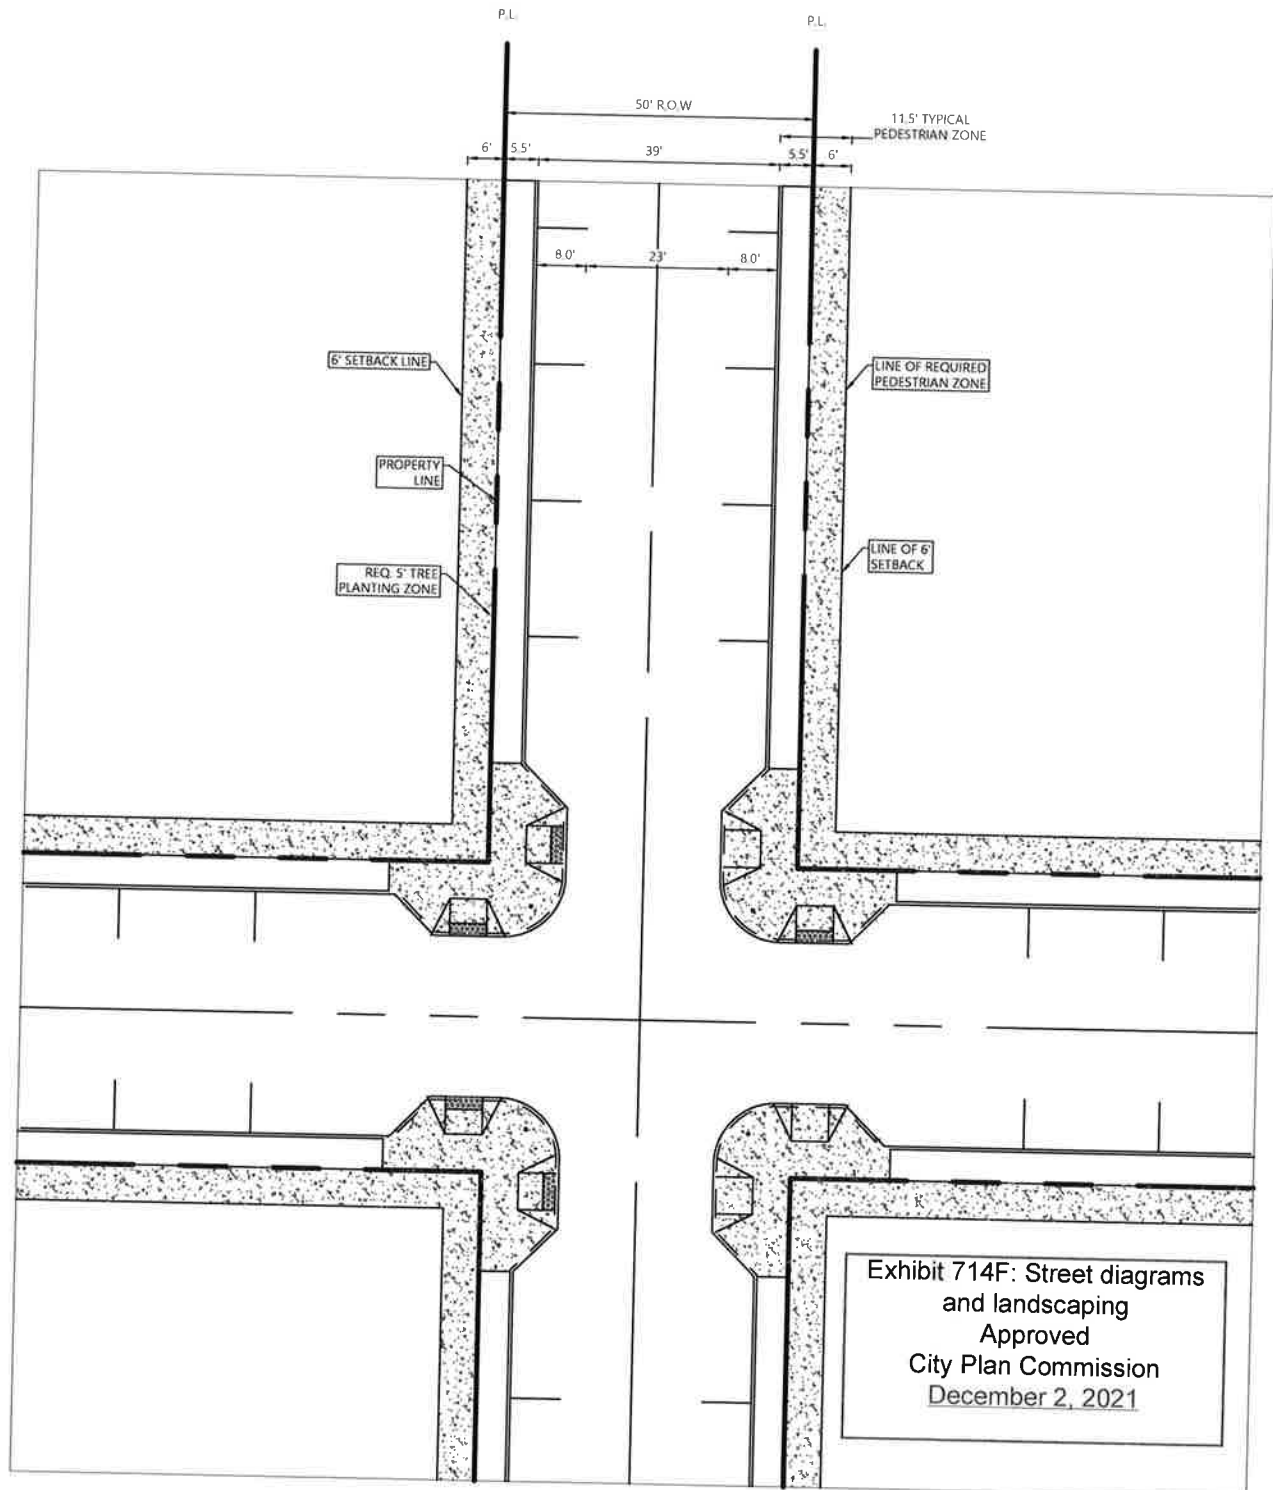 P.L.
P.L.
50' R.O.W
11.5' TYPICAL
PEDESTRIAN ZONE
6'
5.5'
39'
5.5'
6'
8.0'
23'
8.0'
6' SETBACK LINE
LINE OF REQUIRED
PEDESTRIAN ZONE
PROPERTY
LINE
LINE OF 6'
SETBACK
REQ. 5' TREE
PLANTING ZONE
Exhibit 714F: Street diagrams
and landscaping
Approved
City Plan Commission
December 2, 2021